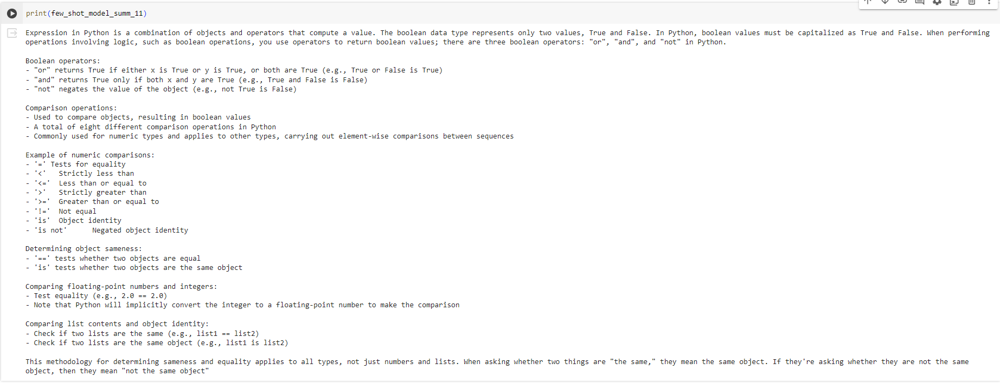 print(few_shot_model_summ_11)
Expression in Python is a combination of objects and operators that compute a value. The boolean data type represents only two values, True and False. In Python, boolean values must be capitalized as True and False. When performing
operations involving logic, such as boolean operations, you use operators to return boolean values; there are three boolean operators: "or", "and", and "not" in Python.
Boolean operators:
- "or" returns True if either x is True or y is True, or both are True (e.g., True or False is True)
- "and" returns True only if both x and y are True (e.g., True and False is False)
- "not" negates the value of the object (e.g., not True is False)
Comparison operations:
- Used to compare objects, resulting in boolean values
- A total of eight different comparison operations in Python
- Commonly used for numeric types and applies to other types, carrying out element-wise comparisons between sequences
Example of numeric comparisons:
- '=' Tests for equality
- '<'   Strictly less than
- '<='  Less than or equal to
- '>'   Strictly greater than
- '>='  Greater than or equal to
- '!='  Not equal
- 'is'  Object identity
- 'is not'      Negated object identity
Determining object sameness:
- '==' tests whether two objects are equal
- 'is' tests whether two objects are the same object
Comparing floating-point numbers and integers:
- Test equality (e.g., 2.0 == 2.0)
- Note that Python will implicitly convert the integer to a floating-point number to make the comparison
Comparing list contents and object identity:
- Check if two lists are the same (e.g., list1 == list2)
- Check if two lists are the same object (e.g., list1 is list2)
This methodology for determining sameness and equality applies to all types, not just numbers and lists. When asking whether two things are "the same," they mean the same object. If they're asking whether they are not the same
object, then they mean "not the same object"